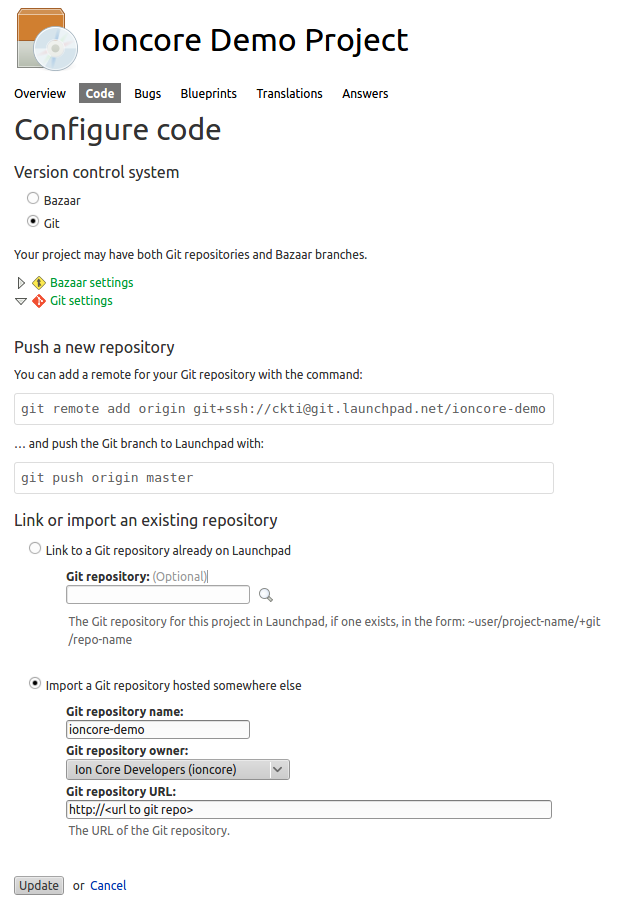 Ioncore Demo Project
Overview Code Bugs Blueprints Translations Answers
Configure code
Version control system
Bazaar
Git
Your project may have both Git repositories and Bazaar branches.
Bazaar settings
Git settings
Push a new repository
You can add a remote for your Git repository with the command:
git remote add origin git+ssh://ckti@git.launchpad.net/ioncore-demo
… and push the Git branch to Launchpad with:
git push origin master
Link or import an existing repository
Link to a Git repository already on Launchpad
Git repository: (Optional)
The Git repository for this project in Launchpad, if one exists, in the form: ~user/project-name/+git
/repo-name
Import a Git repository hosted somewhere else
Git repository name:
ioncore-demo
Git repository owner:
Ion Core Developers (ioncore)
Git repository URL:
http://<url to git repo>
The URL of the Git repository.
Update or Cancel